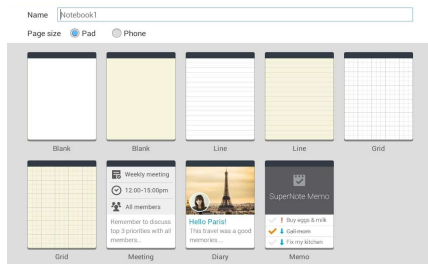 Name Notebook1
Page size Pad Phone
Blank Blank Line Line Grid
Weekly meeting
12:00~15:00pm
All members
Remember to discuss
top 3 priorities with all
members...
Hello Paris!
This travel was a good
memories....
SuperNote Memo
Buy eggs & milk
Call mom
Fix my kitchen
Grid Meeting Diary Memo